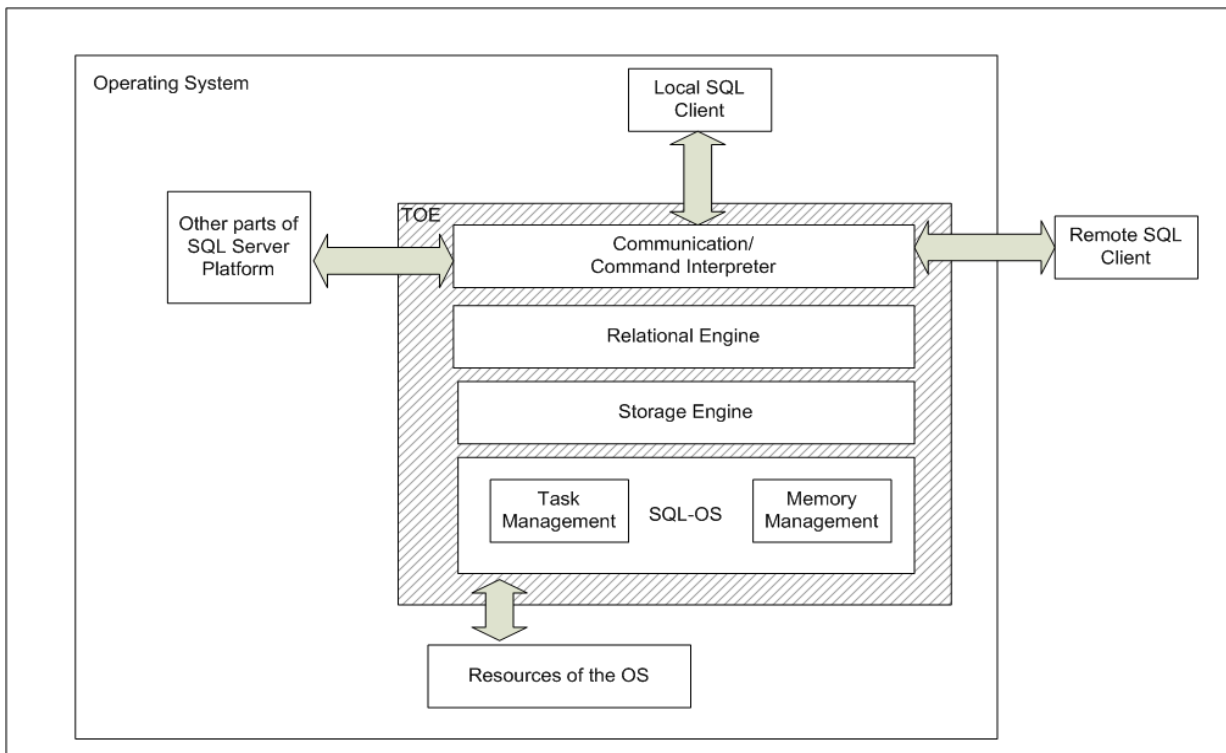 Operating System
Local SQL
Client
Other parts of
SQL Server
Platform
TOE
Communication/
Command Interpreter
Remote SQL
Client
Relational Engine
Storage Engine
Task
Management
SQL-OS
Memory
Management
Resources of the OS